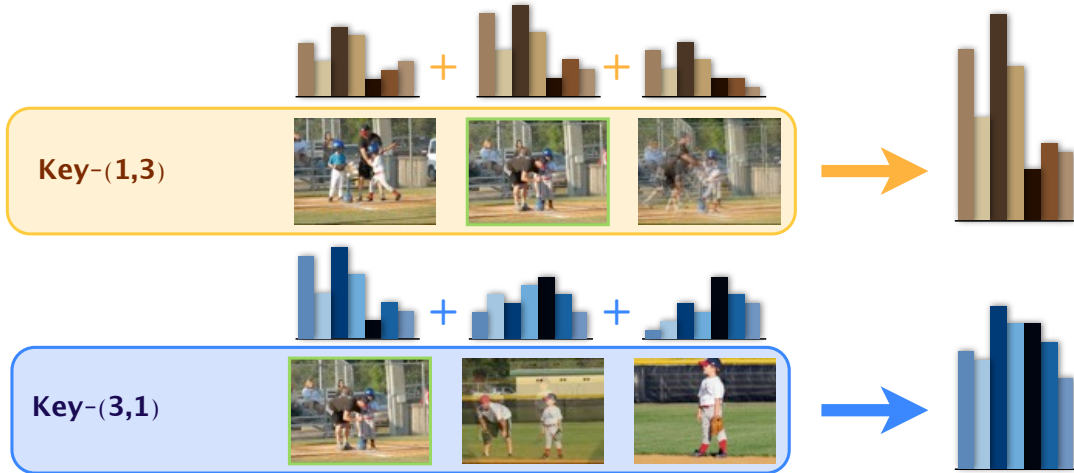 +
+
Key-(1,3)
+
+
Key-(3,1)